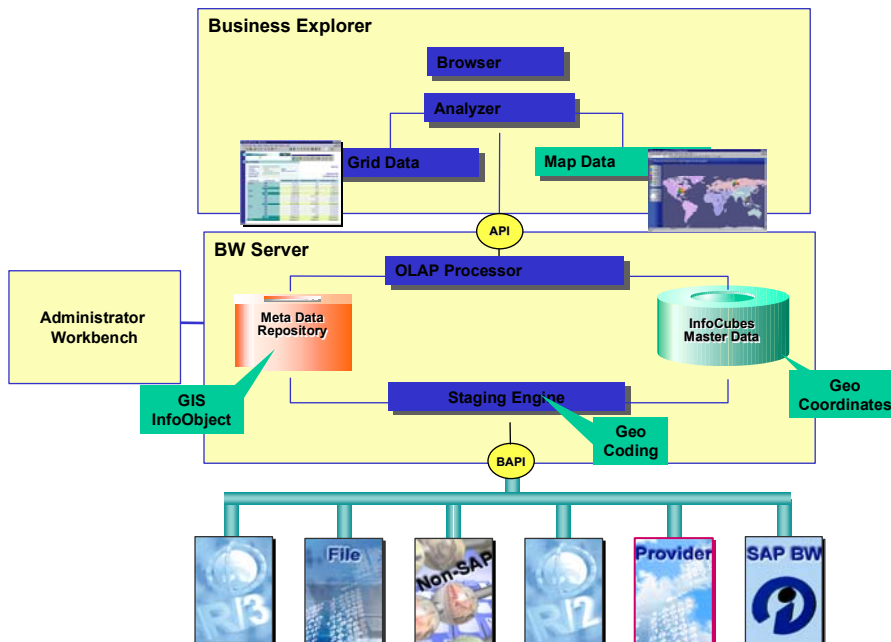 Business Explorer
Browser
Analyzer
Grid Data
Map Data
API
BW Server
OLAP Processor
Administrator
Workbench
Meta Data
Repository
InfoCubes
Master Data
GIS
InfoObject
Staging Engine
Geo
Coding
Geo
Coordinates
BAPI
R/3
File
Non-SAP
R/2
Provider
SAP BW